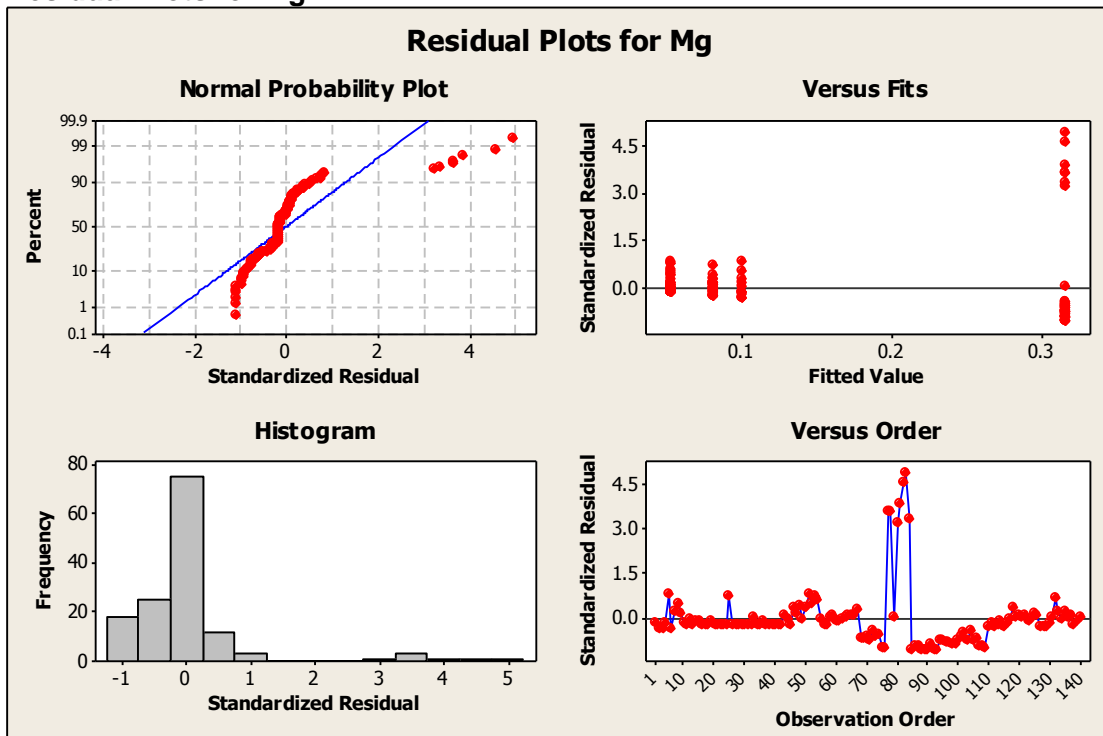 Residual Plots for Mg
Normal Probability Plot
99.9
99
90
50
10
1
0.1
Percent
-4 -2 0 2 4
Standardized Residual
Versus Fits
4.5
3.0
1.5
0.0
Standardized Residual
0.1 0.2 0.3
Fitted Value
Histogram
80
60
40
20
0
Frequency
-1 0 1 2 3 4 5
Standardized Residual
Versus Order
4.5
3.0
1.5
0.0
Standardized Residual
1 10 20 30 40 50 60 70 80 90 100 110 120 130 140
Observation Order